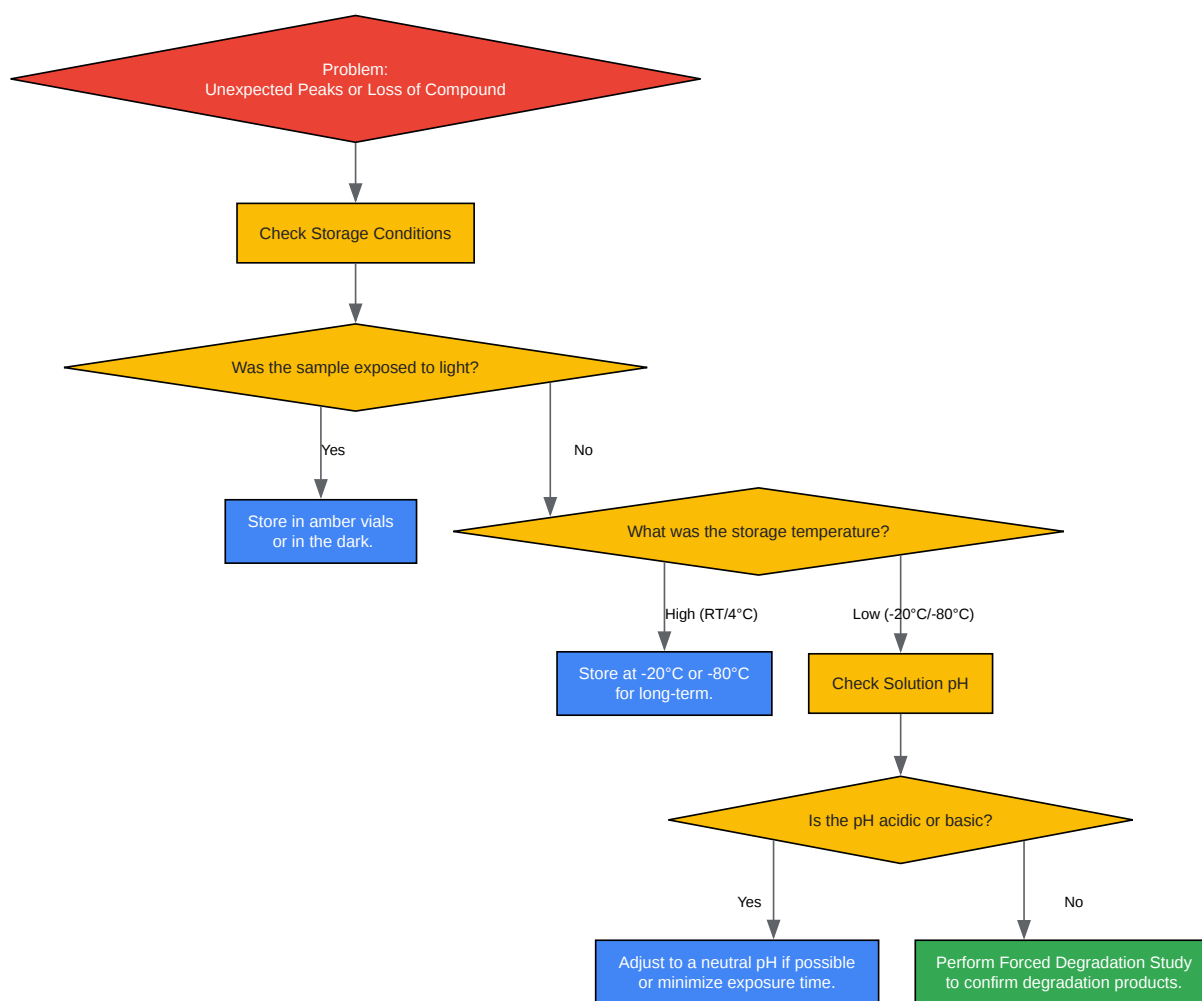 Problem:
Unexpected Peaks or Loss of Compound
Check Storage Conditions
Was the sample exposed to light?
Yes
No
Store in amber vials
or in the dark.
What was the storage temperature?
High (RT/4°C)
Low (-20°C/-80°C)
Store at -20°C or -80°C
for long-term.
Check Solution pH
Is the pH acidic or basic?
Yes
No
Adjust to a neutral pH if possible
or minimize exposure time.
Perform Forced Degradation Study
to confirm degradation products.